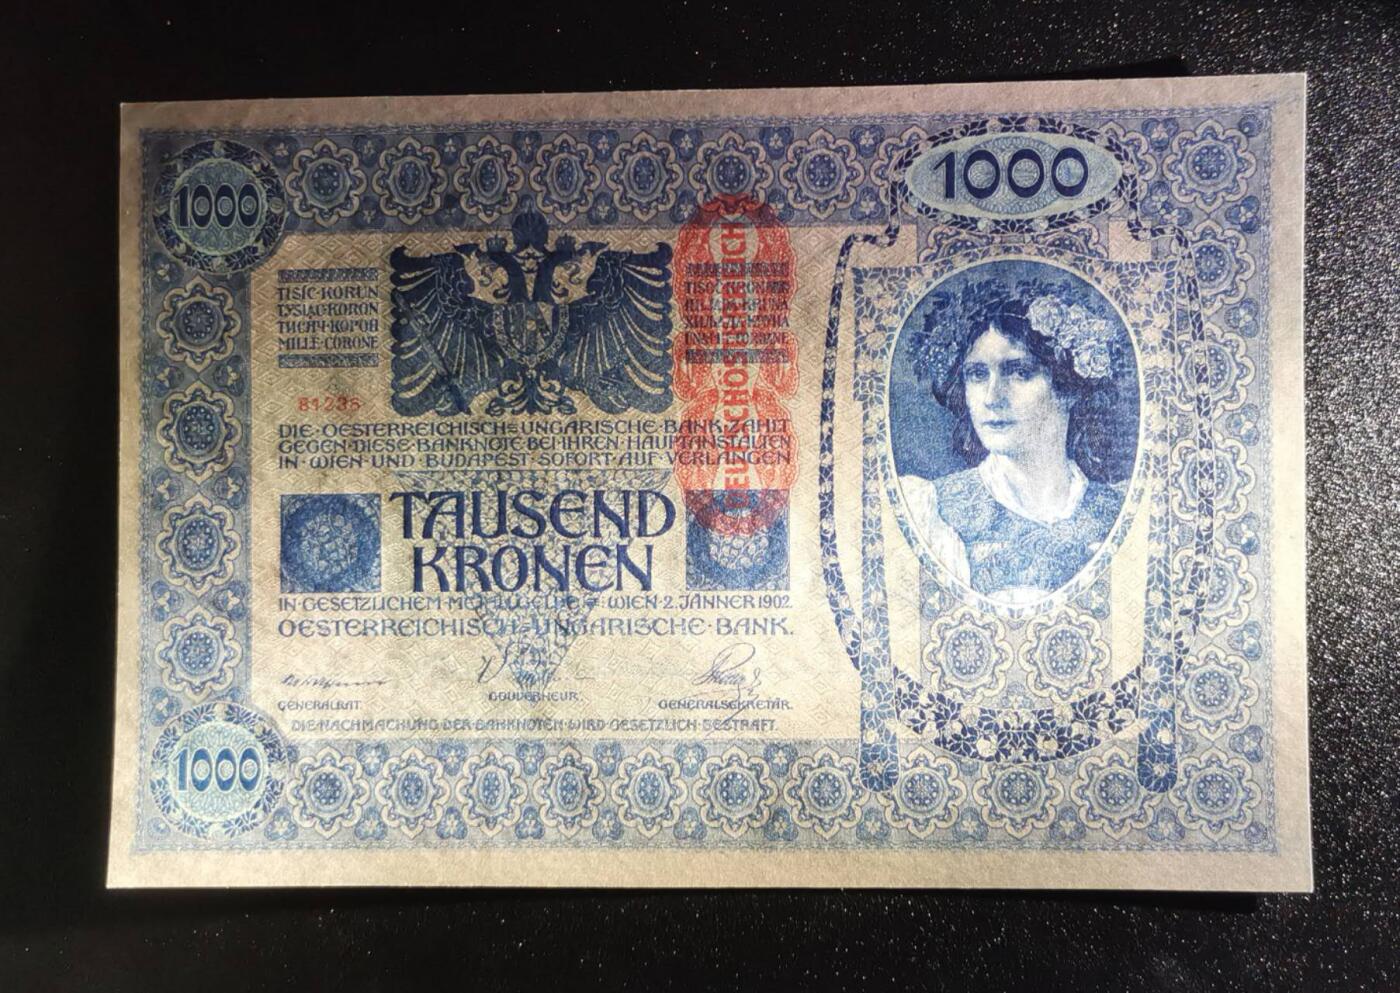 1000
1000
TISÍC·KORUN
TYSIĄC·KORON
ТИСЯЧ·КОРОН
MILLE·CORONE
81235
DEUTSCHÖSTERREICH
DIE·OESTERREICHISCH=UNGARISCHE·BANK·ZAHLT
GEGEN·DIESE·BANKNOTE·BEI·IHREN·HAUPTANSTALTEN
IN·WIEN·UND·BUDAPEST·SOFORT·AUF·VERLANGEN
TAUSEND
KRONEN
IN·GESETZLICHEM·METALLGELDE·WIEN·2.JÄNNER 1902.
OESTERREICHISCH=UNGARISCHE·BANK.
GENERALRAT.
GOUVERNEUR.
GENERALSEKRETÄR.
DIE·NACHMACHUNG·DER·BANKNOTEN·WIRD·GESETZLICH·BESTRAFT.
1000